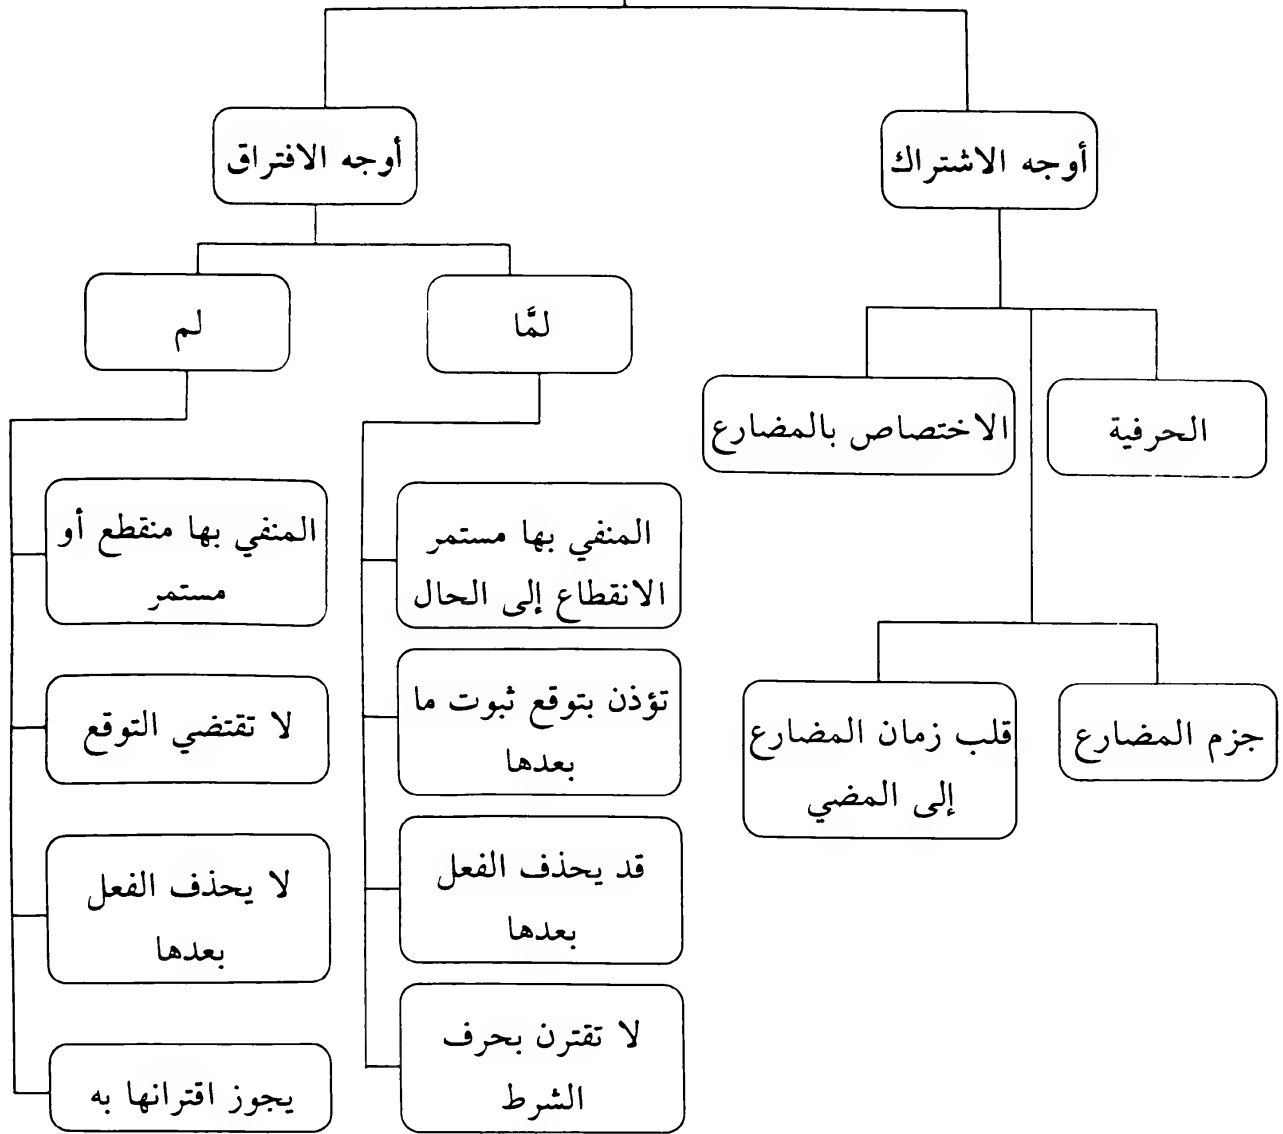 أوجه الاشتراك
أوجه الافتراق
لمَّا
لم
الحرفية
الاختصاص بالمضارع
جزم المضارع
قلب زمان المضارع
إلى المضي
المنفي بها مستمر
الانقطاع إلى الحال
تؤذن بتوقع ثبوت ما
بعدها
قد يحذف الفعل
بعدها
لا تقترن بحرف
الشرط
المنفي بها منقطع أو
مستمر
لا تقتضي التوقع
لا يحذف الفعل
بعدها
يجوز اقترانها به